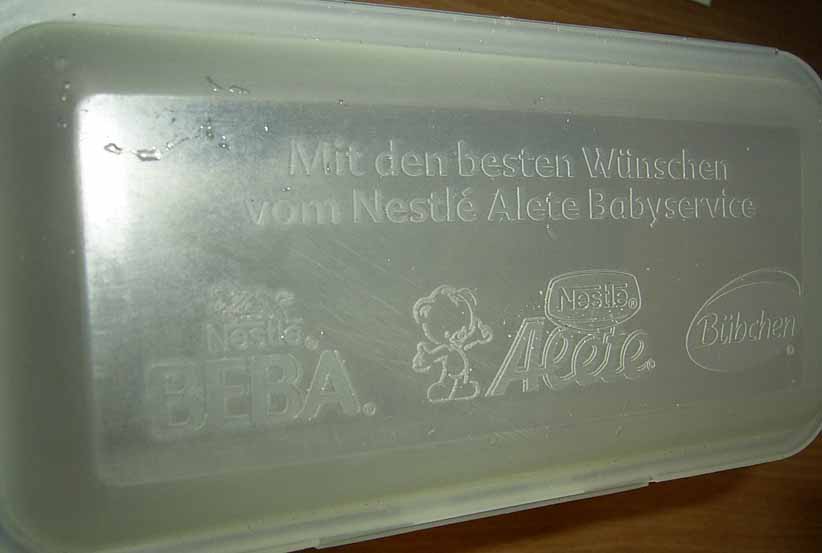 Mit den besten Wünschen
vom Nestlé Alete Babyservice
Nestlé®
BEBA®
Nestlé®
Alete®
Bübchen®